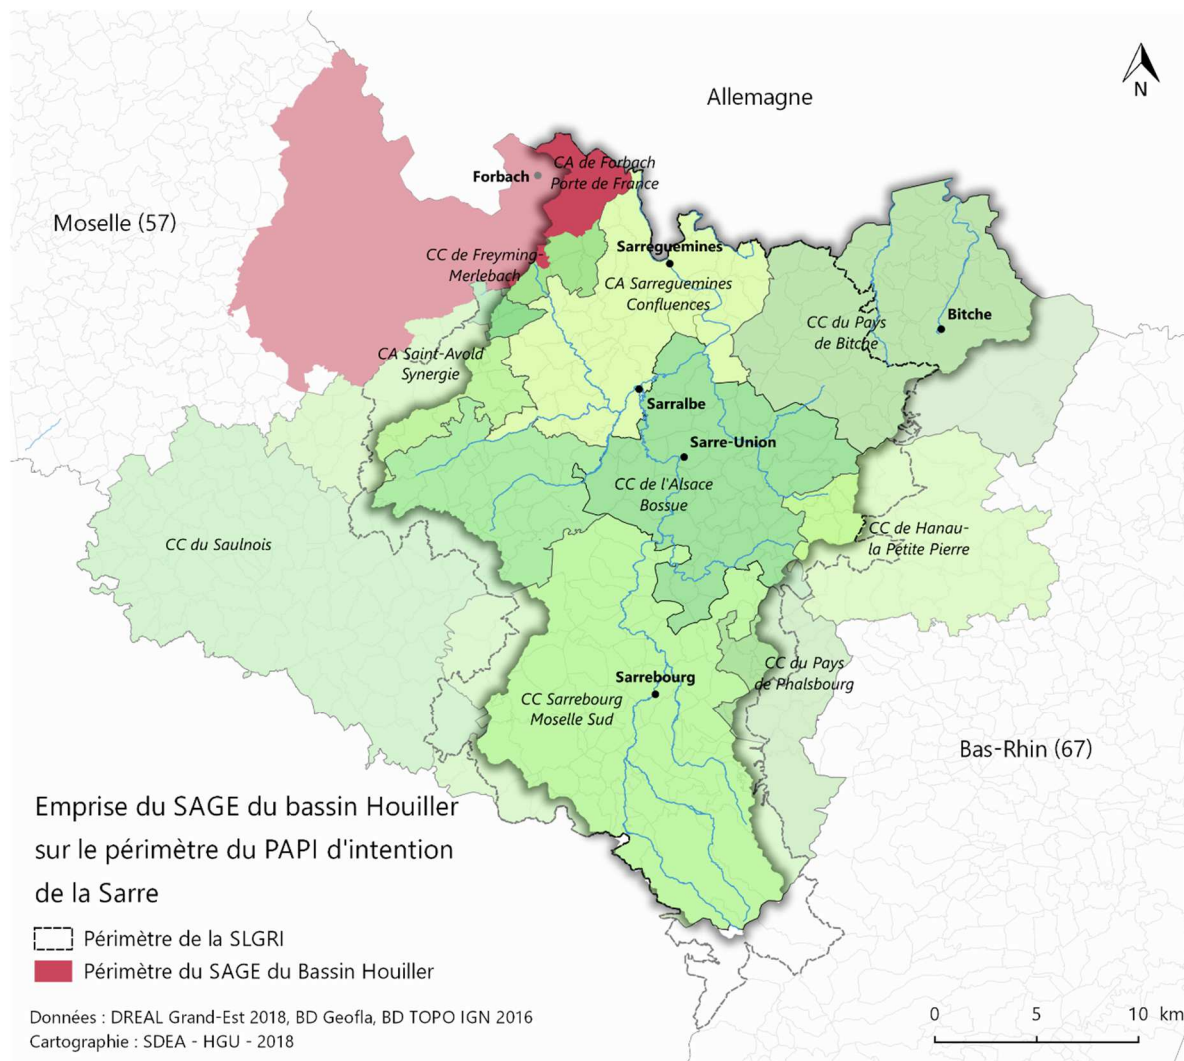 Allemagne
N
CA de Forbach
Porte de France
Forbach
Moselle (57)
CC de Freyming-
Merlebach
Sarreguemines
CA Sarreguemines
Confluences
Bitche
CC du Pays
de Bitche
CA Saint-Avold
Synergie
Sarralbe
Sarre-Union
CC de l'Alsace
Bossue
CC du Saulnois
CC de Hanau-
la Petite Pierre
CC du Pays
de Phalsbourg
Sarrebourg
CC Sarrebourg
Moselle Sud
Bas-Rhin (67)
Emprise du SAGE du bassin Houiller
sur le périmètre du PAPI d'intention
de la Sarre
Périmètre de la SLGRI
Périmètre du SAGE du Bassin Houiller
Données : DREAL Grand-Est 2018, BD Geofla, BD TOPO IGN 2016
Cartographie : SDEA - HGU - 2018
0 5 10 km